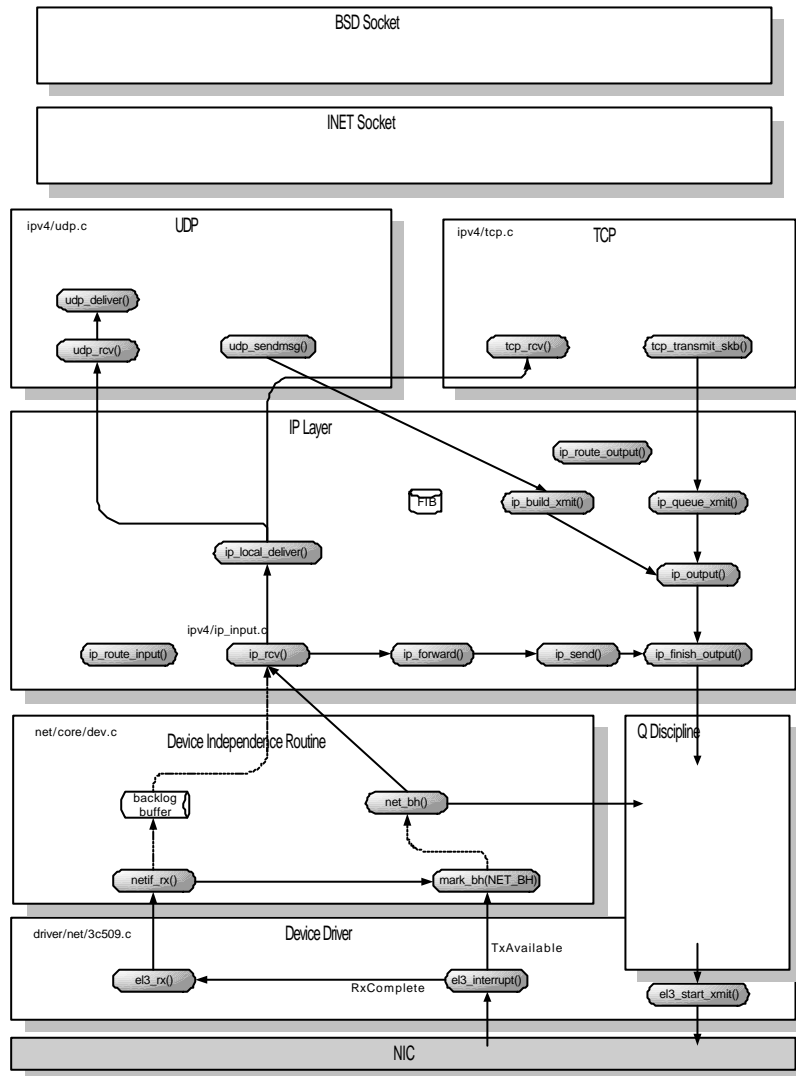 BSD Socket
INET Socket
ipv4/udp.c
UDP
ipv4/tcp.c
TCP
udp_deliver()
udp_rcv()
udp_sendmsg()
tcp_rcv()
tcp_transmit_skb()
IP Layer
ip_route_output()
FIB
ip_build_xmit()
ip_queue_xmit()
ip_local_deliver()
ip_output()
ipv4/ip_input.c
ip_route_input()
ip_rcv()
ip_forward()
ip_send()
ip_finish_output()
net/core/dev.c
Device Independence Routine
Q Discipline
backlog
buffer
net_bh()
netif_rx()
mark_bh(NET_BH)
driver/net/3c509.c
Device Driver
TxAvailable
el3_rx()
RxComplete
el3_interrupt()
el3_start_xmit()
NIC